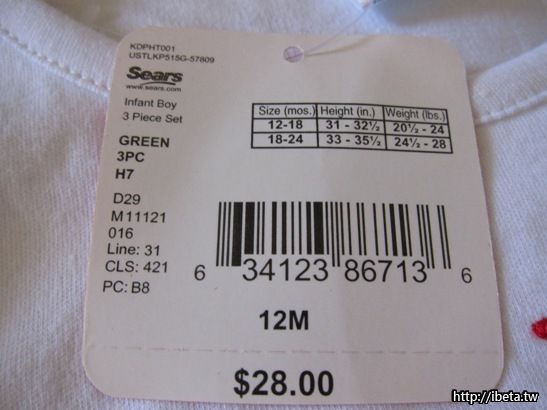 KDPHT001
USTLKP515G-57809
Sears
www.sears.com
Infant Boy
3 Piece Set
GREEN
3PC
H7
D29
M11121
016
Line: 31
CLS: 421
PC: B8
Size (mos.) Height (in.) Weight (lbs.)
12-18 31 - 32½ 20½ - 24
18-24 33 - 35½ 24½ - 28
6 34123 86713 6
12M
$28.00
http://ibeta.tw